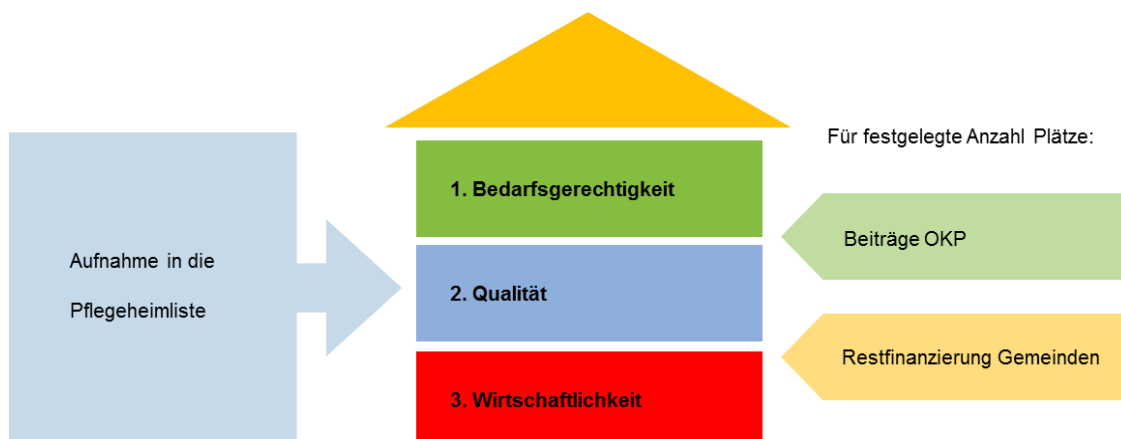 Aufnahme in die
Pflegeheimliste
1. Bedarfsgerechtigkeit
2. Qualität
3. Wirtschaftlichkeit
Für festgelegte Anzahl Plätze:
Beiträge OKP
Restfinanzierung Gemeinden